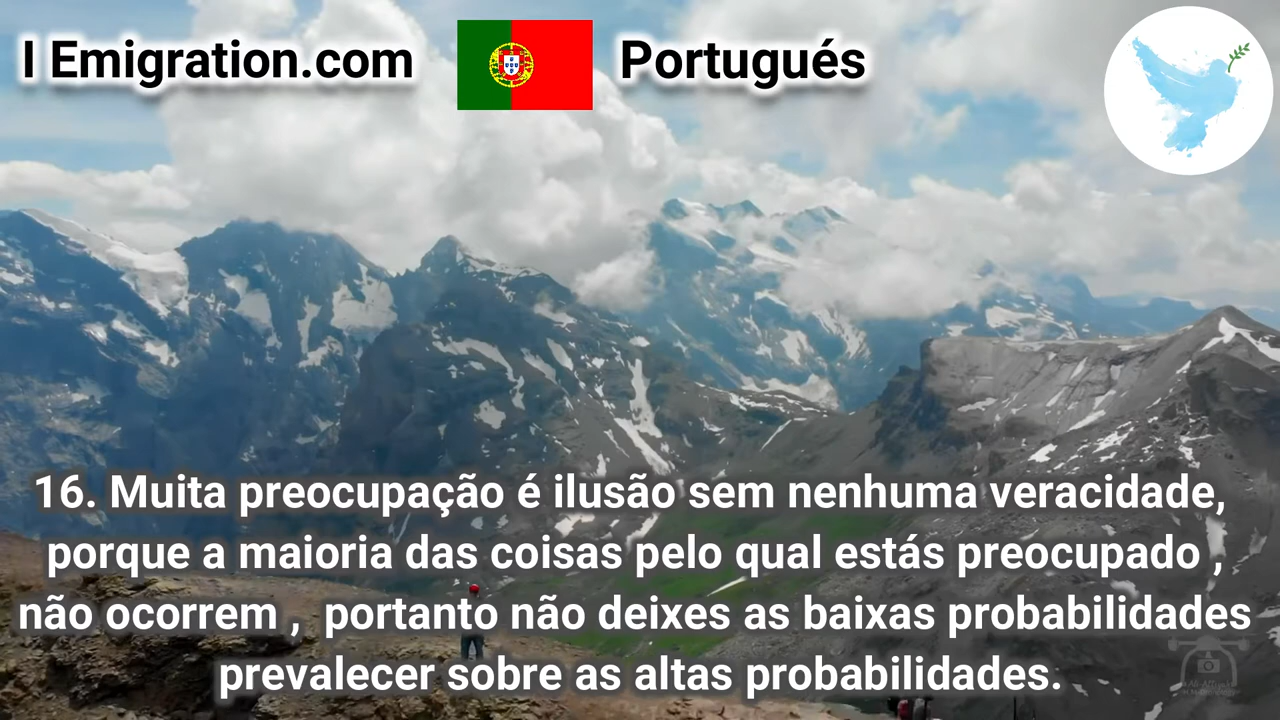 I Emigration.com
Portugués
16. Muita preocupação é ilusão sem nenhuma veracidade,
porque a maioria das coisas pelo qual estás preocupado ,
não ocorrem ,  portanto não deixes as baixas probabilidades
prevalecer sobre as altas probabilidades.